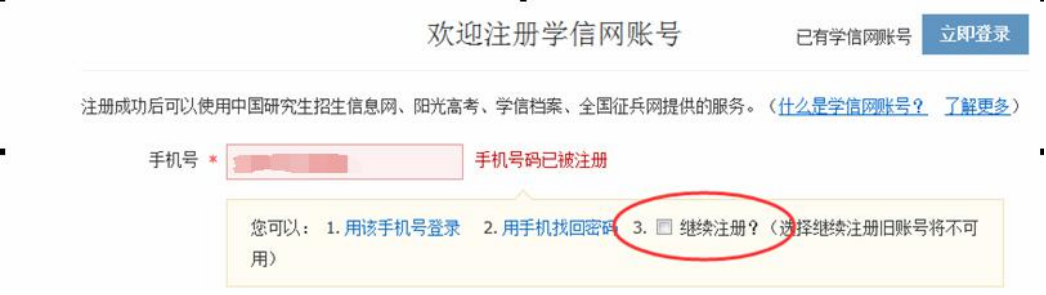 欢迎注册学信网账号
已有学信网账号 立即登录
注册成功后可以使用中国研究生招生信息网、阳光高考、学信档案、全国征兵网提供的服务。（什么是学信网账号？ 了解更多）
手机号 * 手机号码已被注册
您可以： 1. 用该手机号登录 2. 用手机找回密码 3. 继续注册？（选择继续注册旧账号将不可
用）